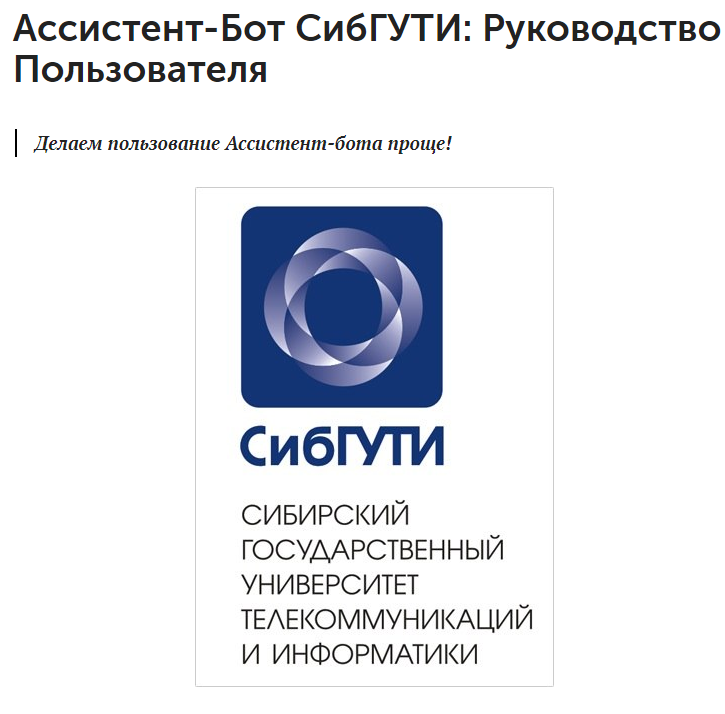 Ассистент-Бот СибГУТИ: Руководство
Пользователя
Делаем пользование Ассистент-бота проще!
СибГУТИ
СИБИРСКИЙ
ГОСУДАРСТВЕННЫЙ
УНИВЕРСИТЕТ
ТЕЛЕКОММУНИКАЦИЙ
И ИНФОРМАТИКИ